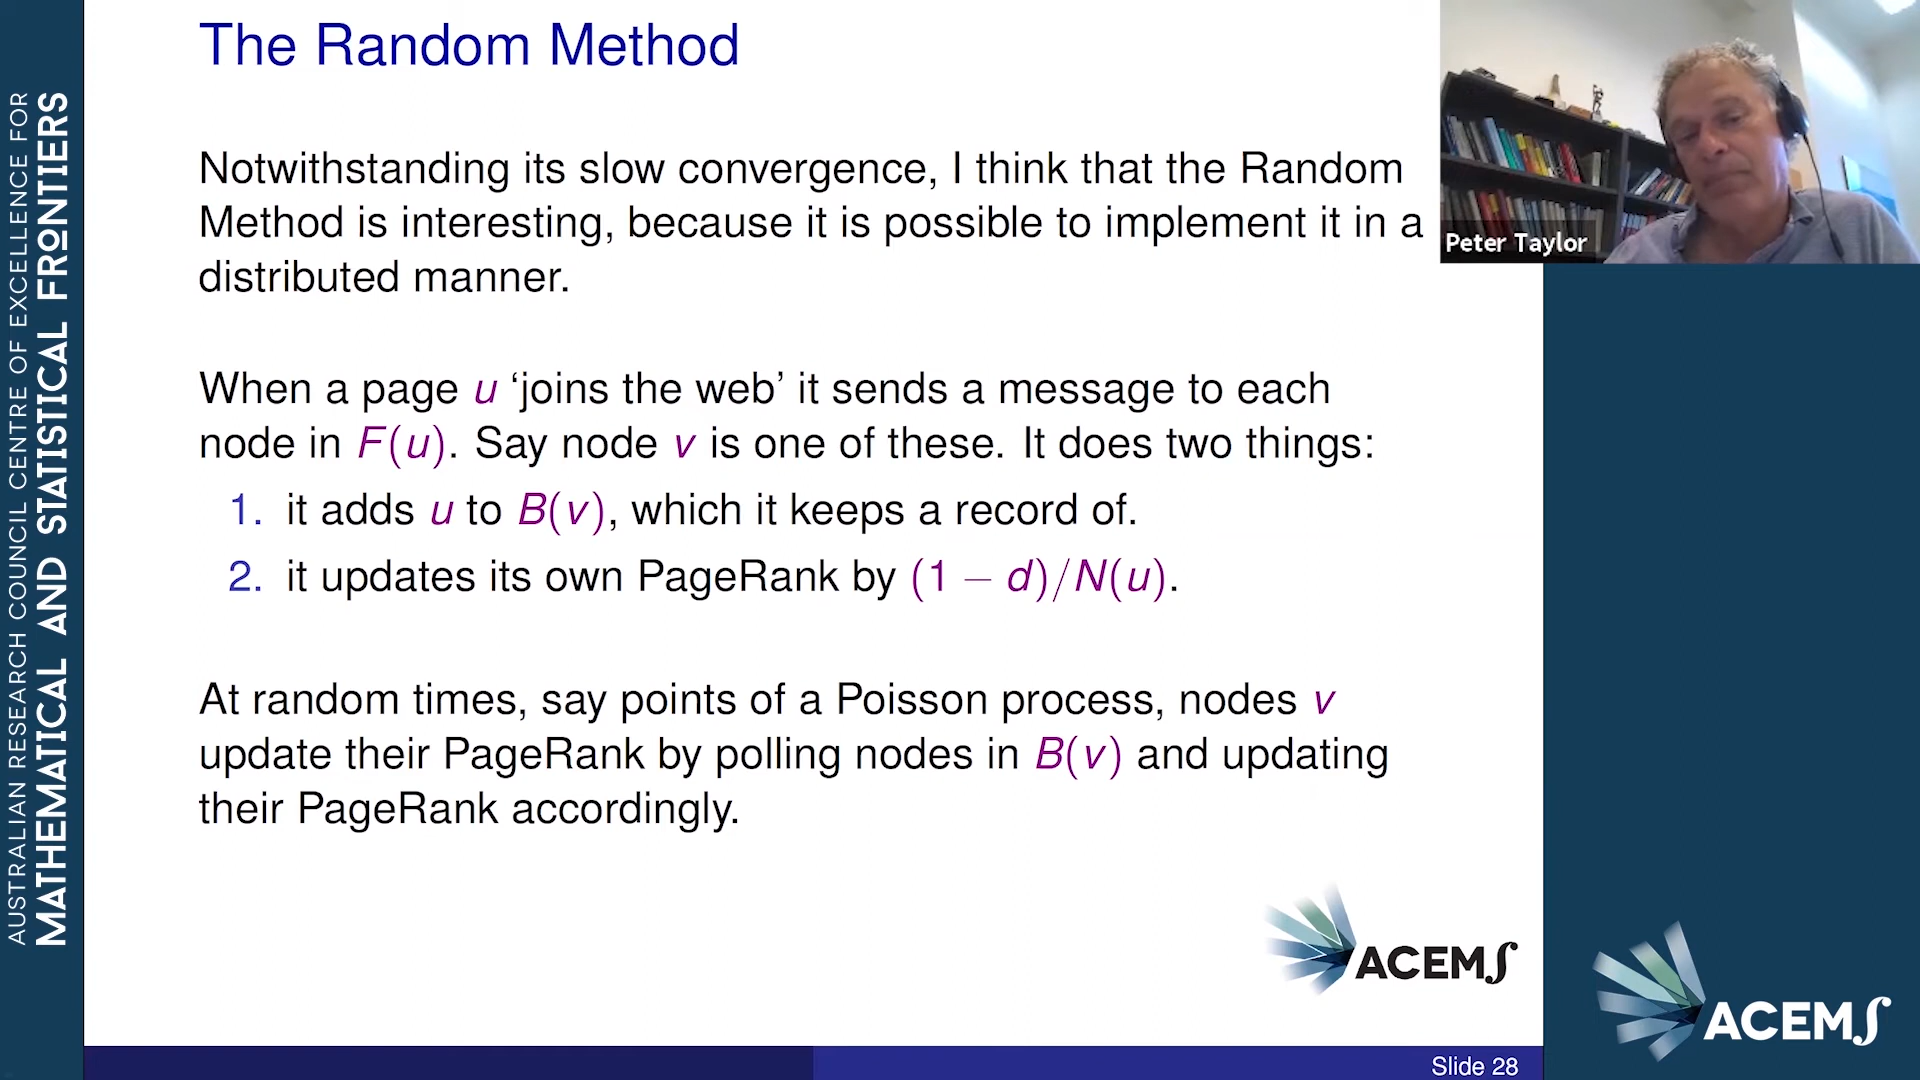 AUSTRALIAN RESEARCH COUNCIL CENTRE OF EXCELLENCE FOR
MATHEMATICAL AND STATISTICAL FRONTIERS
The Random Method
Notwithstanding its slow convergence, I think that the Random
Method is interesting, because it is possible to implement it in a
distributed manner.
When a page u ‘joins the web’ it sends a message to each
node in F(u). Say node v is one of these. It does two things:
1. it adds u to B(v), which it keeps a record of.
2. it updates its own PageRank by (1 − d)/N(u).
At random times, say points of a Poisson process, nodes v
update their PageRank by polling nodes in B(v) and updating
their PageRank accordingly.
ACEMS
Slide 28
Peter Taylor
ACEMS